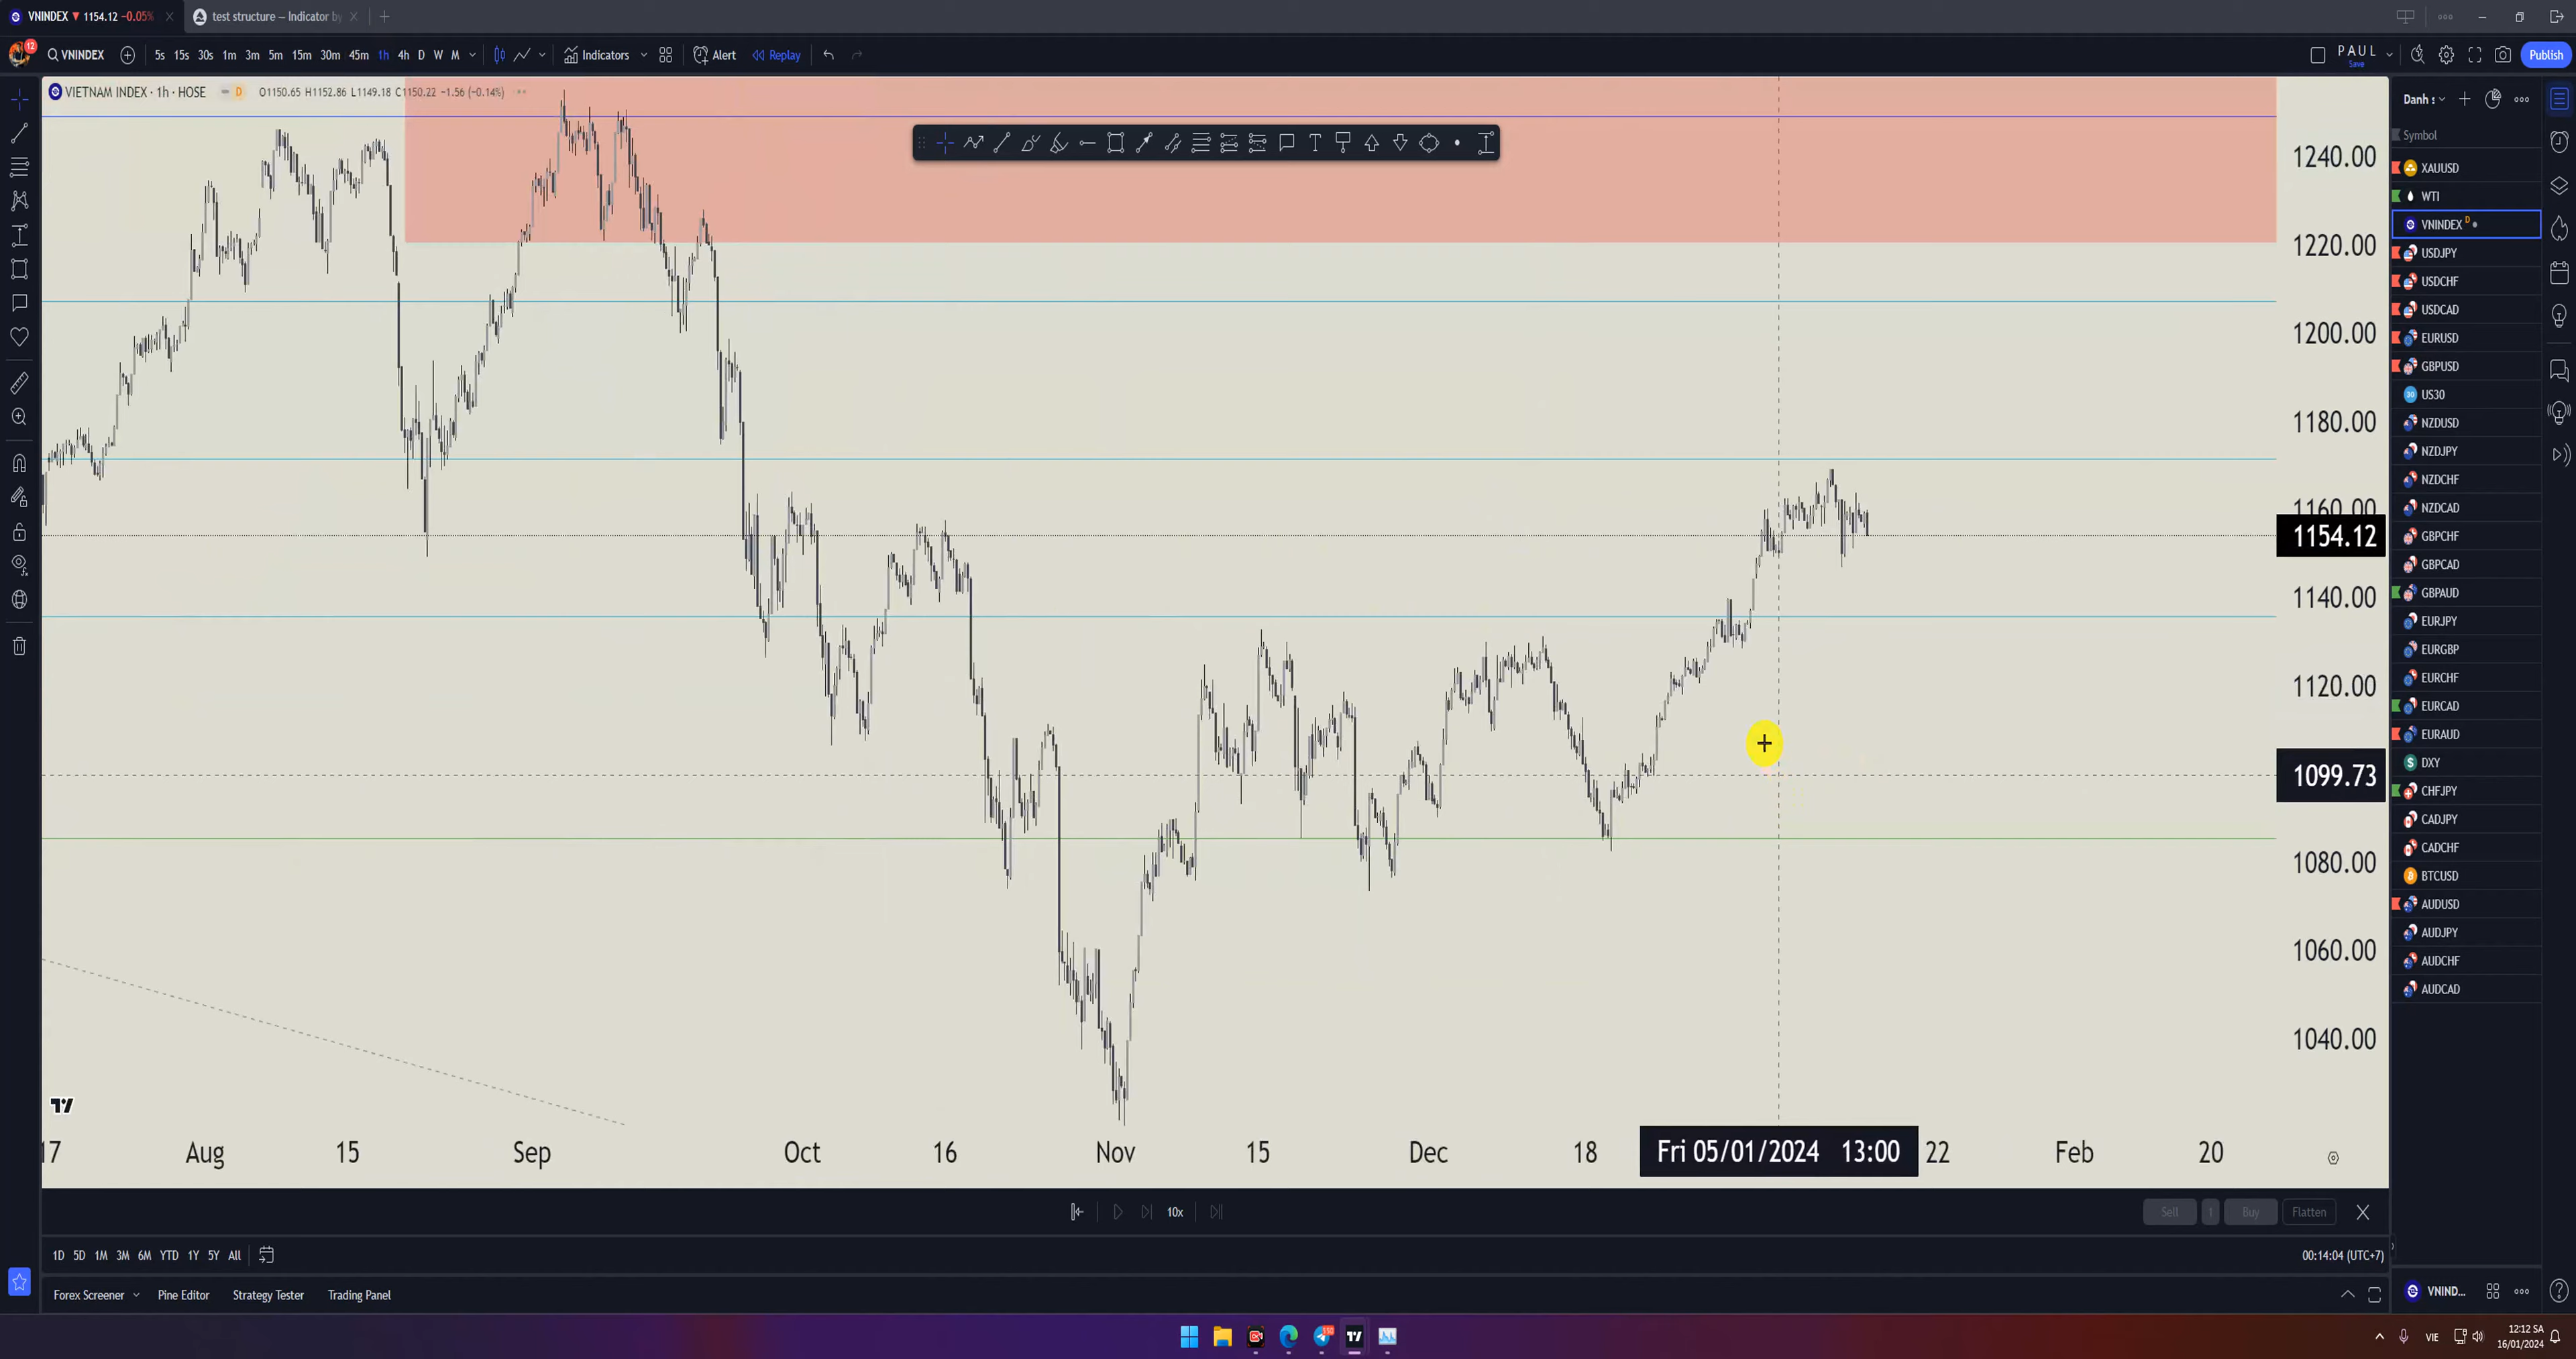 VNINDEX ▼ 1154.12 −0.05%
test structure — Indicator by
12
VNINDEX 5s 15s 30s 1m 3m 5m 15m 30m 45m 1h 4h D W M Indicators Alert Replay PAUL Save Publish
VIETNAM INDEX · 1h · HOSE D O1150.65 H1152.86 L1149.18 C1150.22 −1.56 (−0.14%)
1240.00
1220.00
1200.00
1180.00
1160.00
1154.12
1140.00
1120.00
1099.73
1080.00
1060.00
1040.00
17 Aug 15 Sep Oct 16 Nov 15 Dec 18 Fri 05/01/2024 13:00 22 Feb 20
Danh s
Symbol
XAUUSD
WTI
VNINDEX D
USDJPY
USDCHF
USDCAD
EURUSD
GBPUSD
30 US30
NZDUSD
NZDJPY
NZDCHF
NZDCAD
GBPCHF
GBPCAD
GBPAUD
EURJPY
EURGBP
EURCHF
EURCAD
EURAUD
DXY
CHFJPY
CADJPY
CADCHF
BTCUSD
AUDUSD
AUDJPY
AUDCHF
AUDCAD
10x
Sell 1 Buy Flatten
1D 5D 1M 3M 6M YTD 1Y 5Y All
00:14:04 (UTC+7)
Forex Screener Pine Editor Strategy Tester Trading Panel
VNIND...
VIE
12:12 SA
16/01/2024